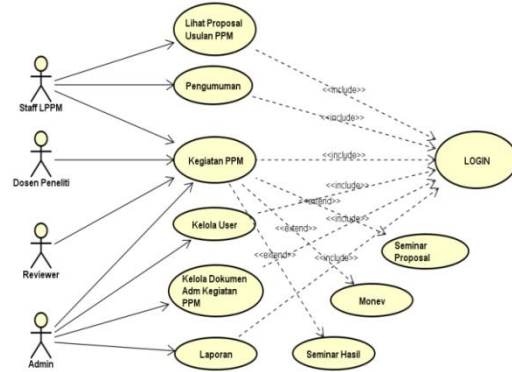 Lihat Proposal
Usulan PPM
Staff LPPM
Pengumuman
<<include>>
<<include>>
Dosen Peneliti
Kegiatan PPM
<<include>>
LOGIN
<<include>>
<<extend>>
Kelola User
<<include>>
<<extend>>
Reviewer
<<extend>>
<<include>>
Seminar
Proposal
Kelola Dokumen
Adm Kegiatan
PPM
Monev
Admin
Laporan
Seminar Hasil